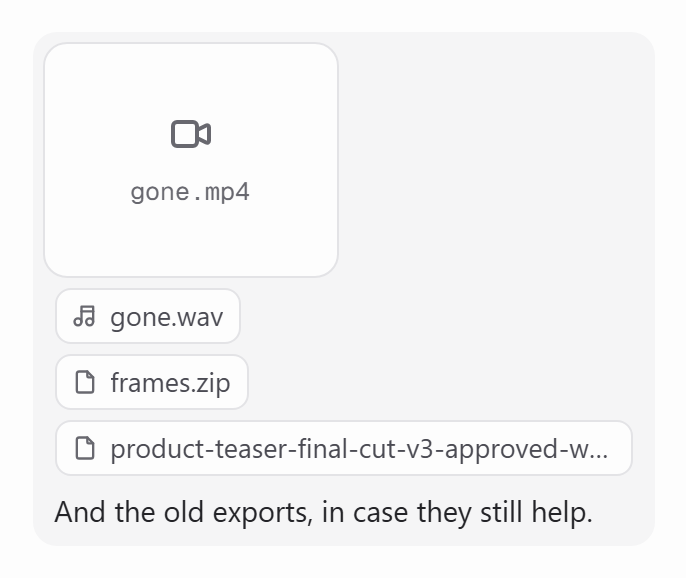 gone.mp4
gone.wav
frames.zip
product-teaser-final-cut-v3-approved-w...
And the old exports, in case they still help.